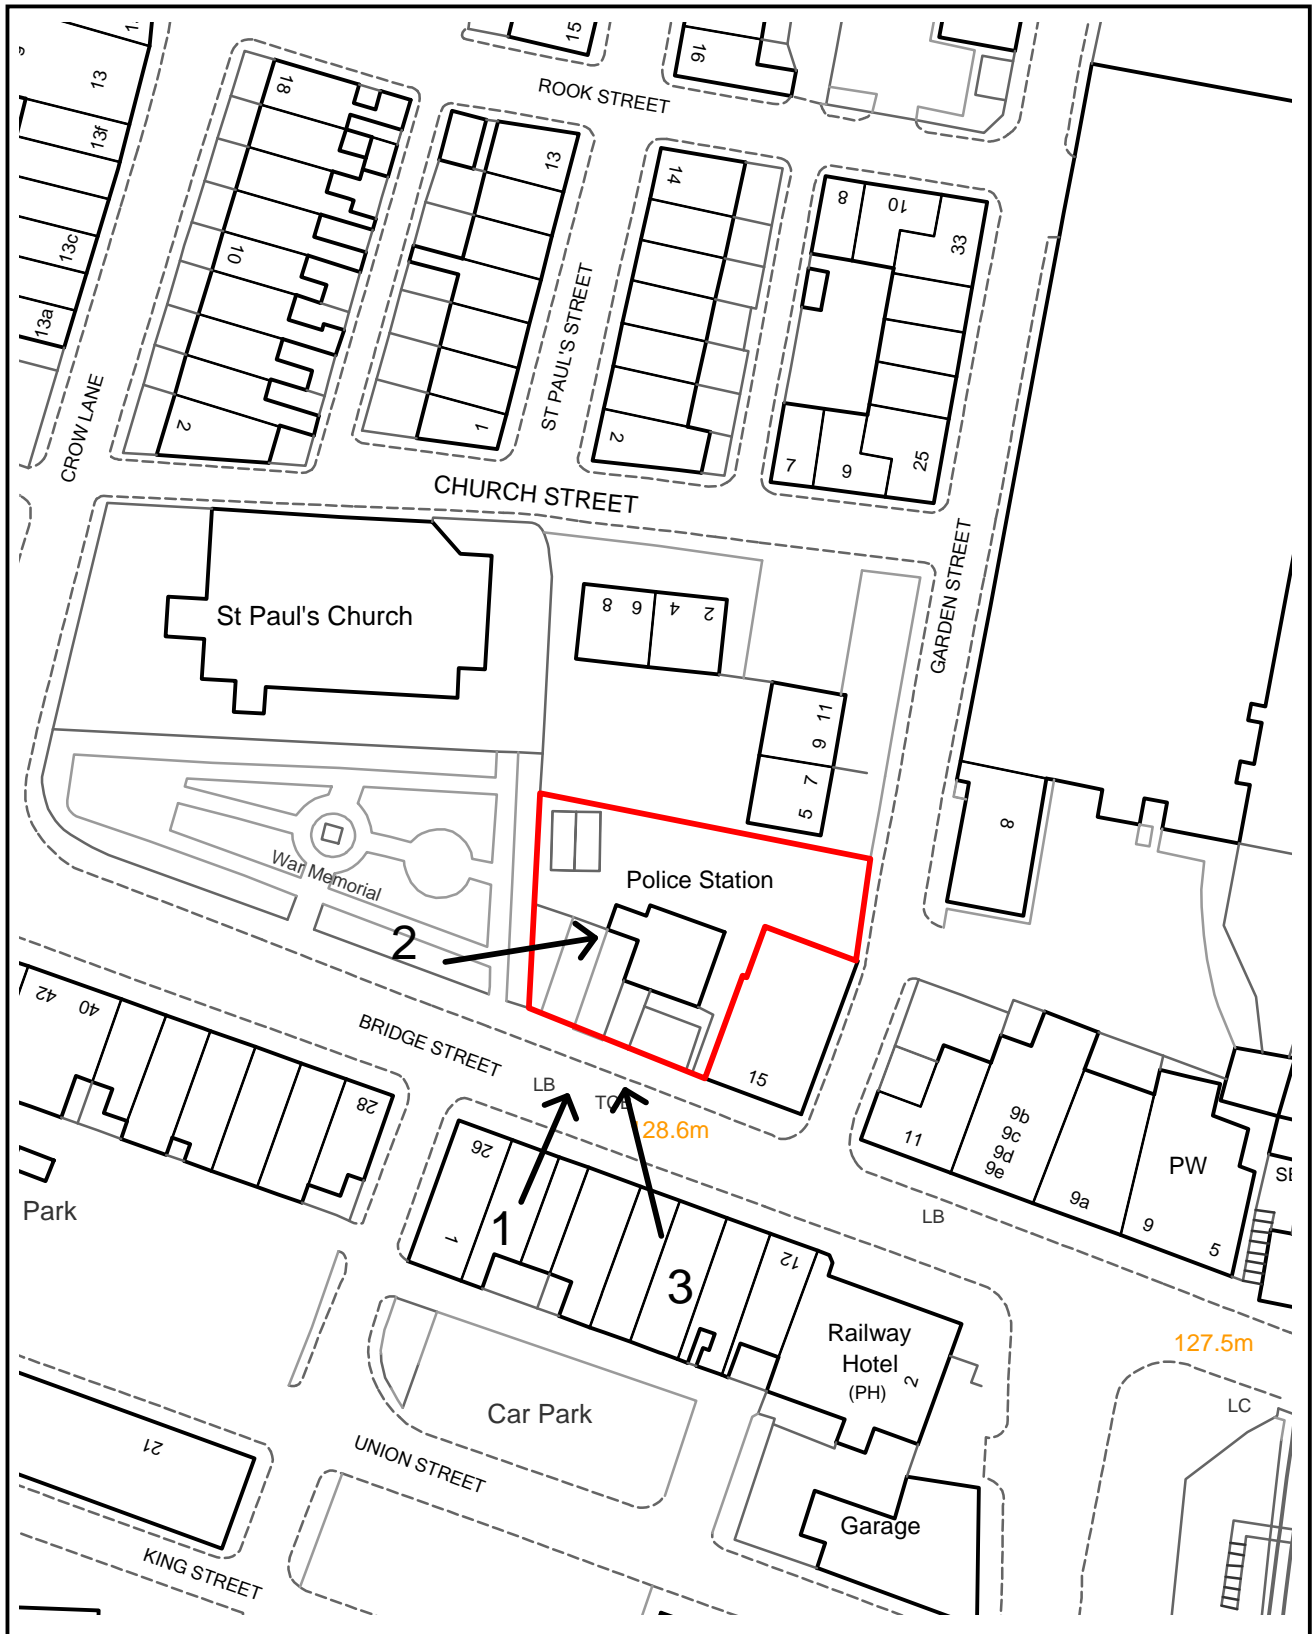 15
16
ROOK STREET
13
18
13f
13
14
8
10
33
13c
10
13a
ST PAUL'S STREET
CROW LANE
2
1
2
7
9
25
CHURCH STREET
GARDEN STREET
St Paul's Church
8
6
4
2
11
9
7
5
8
War Memorial
Police Station
2
42
40
BRIDGE STREET
28
LB
15
28.6m
26
1
1
3
12
11
9b
9c
9d
9e
9a
PW
9
5
LB
Park
Railway
Hotel
(PH)
2
127.5m
LC
Car Park
21
UNION STREET
Garage
KING STREET